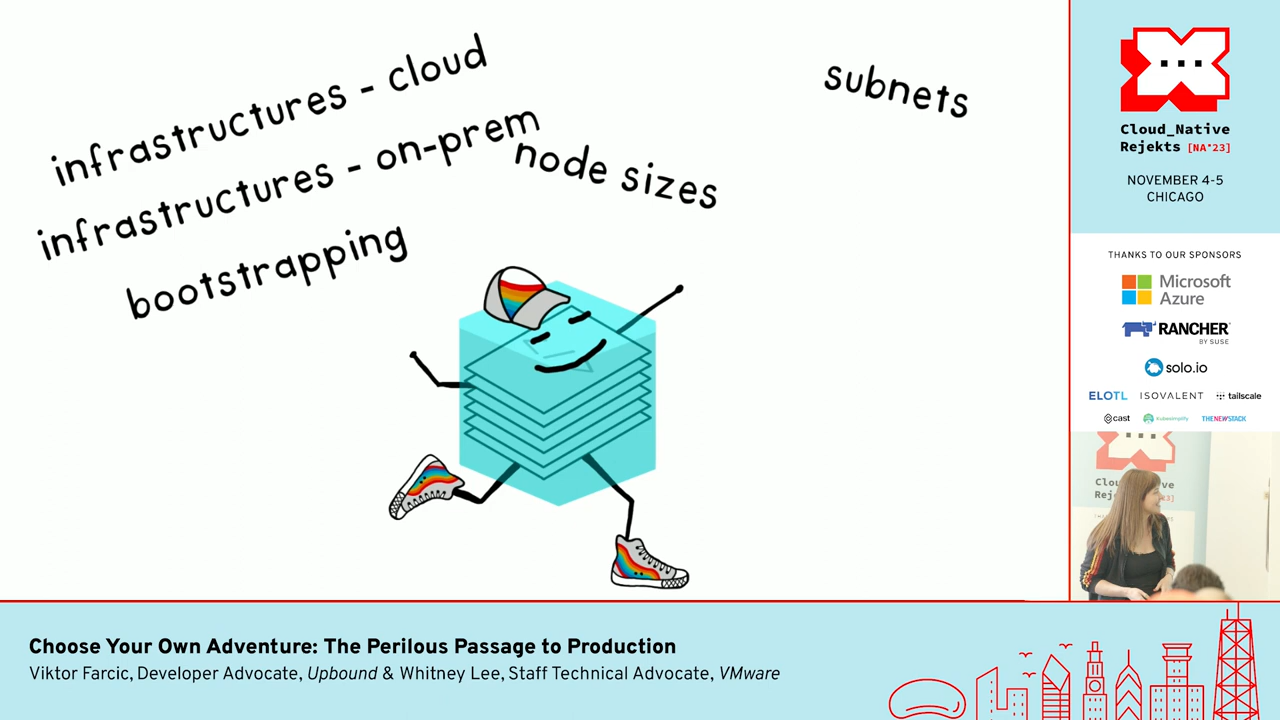 infrastructures - cloud
subnets
infrastructures - on-prem
node sizes
bootstrapping
Cloud_Native
Rejekts [NA'23]
NOVEMBER 4-5
CHICAGO
THANKS TO OUR SPONSORS
Microsoft
Azure
RANCHER
BY SUSE
solo.io
ELOTL ISOVALENT tailscale
cast kubesimplify THENEWSTACK
Choose Your Own Adventure: The Perilous Passage to Production
Viktor Farcic, Developer Advocate, Upbound & Whitney Lee, Staff Technical Advocate, VMware